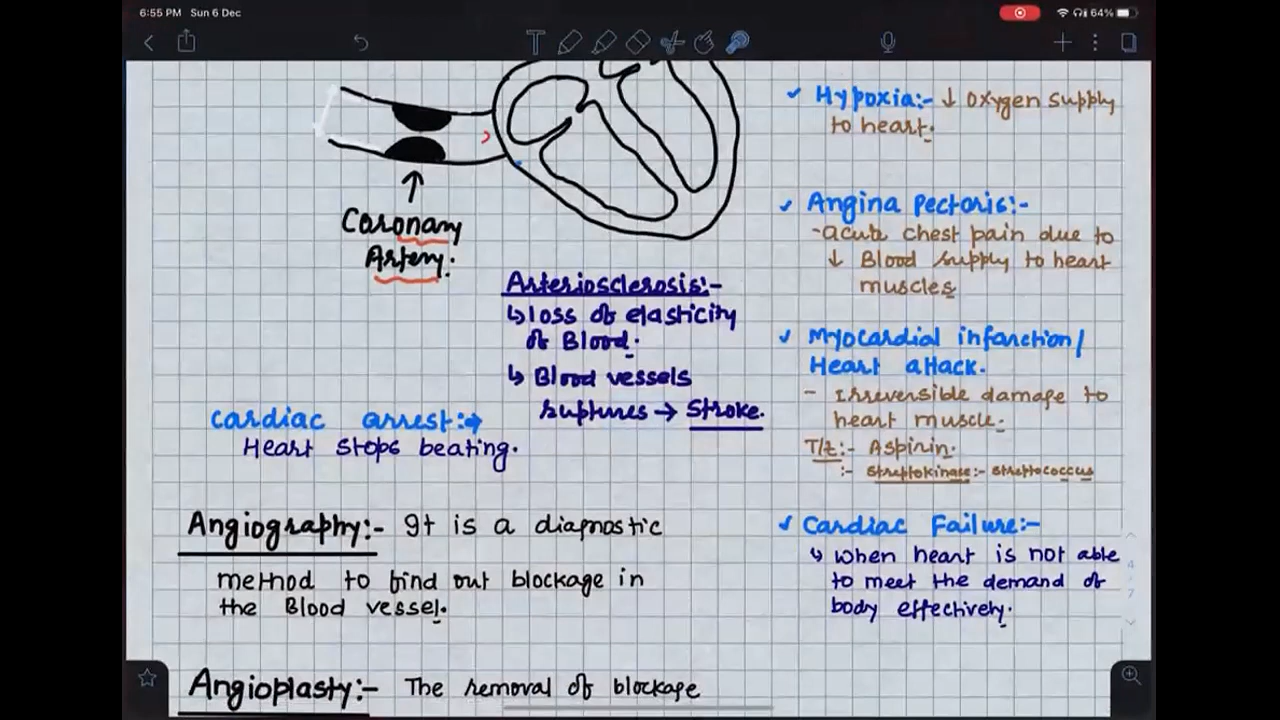 6:55 PM Sun 6 Dec
64%
T
Coronary
Artery.
Arteriosclerosis:-
↳ loss of elasticity
of Blood.
↳ Blood vessels
ruptures → Stroke.
Cardiac arrest:→
Heart stops beating.
Angiography:- It is a diagnostic
method to find out blockage in
the Blood vessel.
Angioplasty:- The removal of blockage
✓ Hypoxia:- ↓ oxygen supply
to heart.
✓ Angina Pectoris:-
-acute chest pain due to
↓ Blood supply to heart
muscles
✓ Myocardial infarction/
Heart attack.
- Irreversible damage to
heart muscle.
T/t:- Aspirin.
:- Streptokinase:- Streptococcus
✓ Cardiac Failure:-
↳ when heart is not able
to meet the demand of
body effectively.
4
7